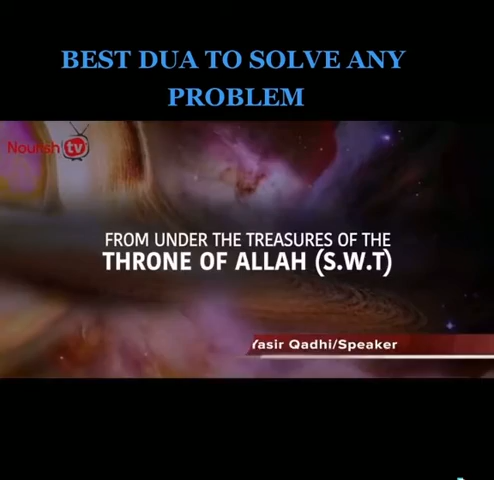 BEST DUA TO SOLVE ANY
PROBLEM
Nourish tv
FROM UNDER THE TREASURES OF THE
THRONE OF ALLAH (S.W.T)
Yasir Qadhi/Speaker